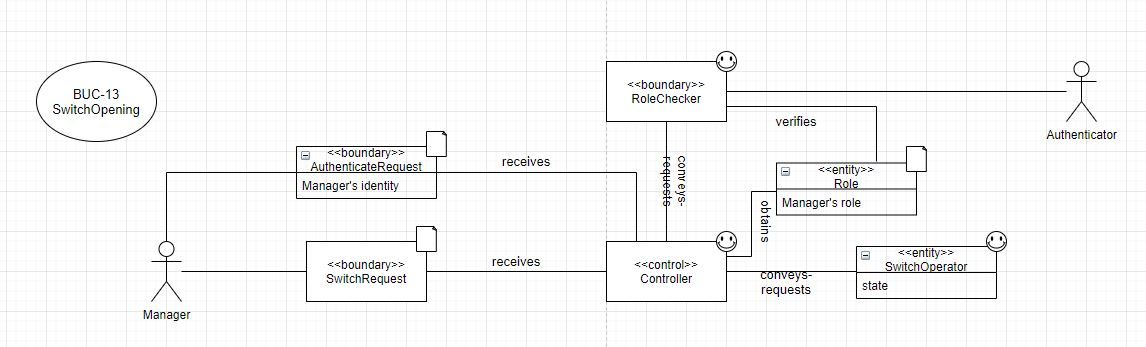 BUC-13
SwitchOpening
<<boundary>>
AuthenticateRequest
Manager's identity
receives
<<boundary>>
RoleChecker
verifies
Authenticator
conveys-
requests
<<entity>>
Role
Manager's role
obtains
Manager
<<boundary>>
SwitchRequest
receives
<<control>>
Controller
conveys-
requests
<<entity>>
SwitchOperator
state